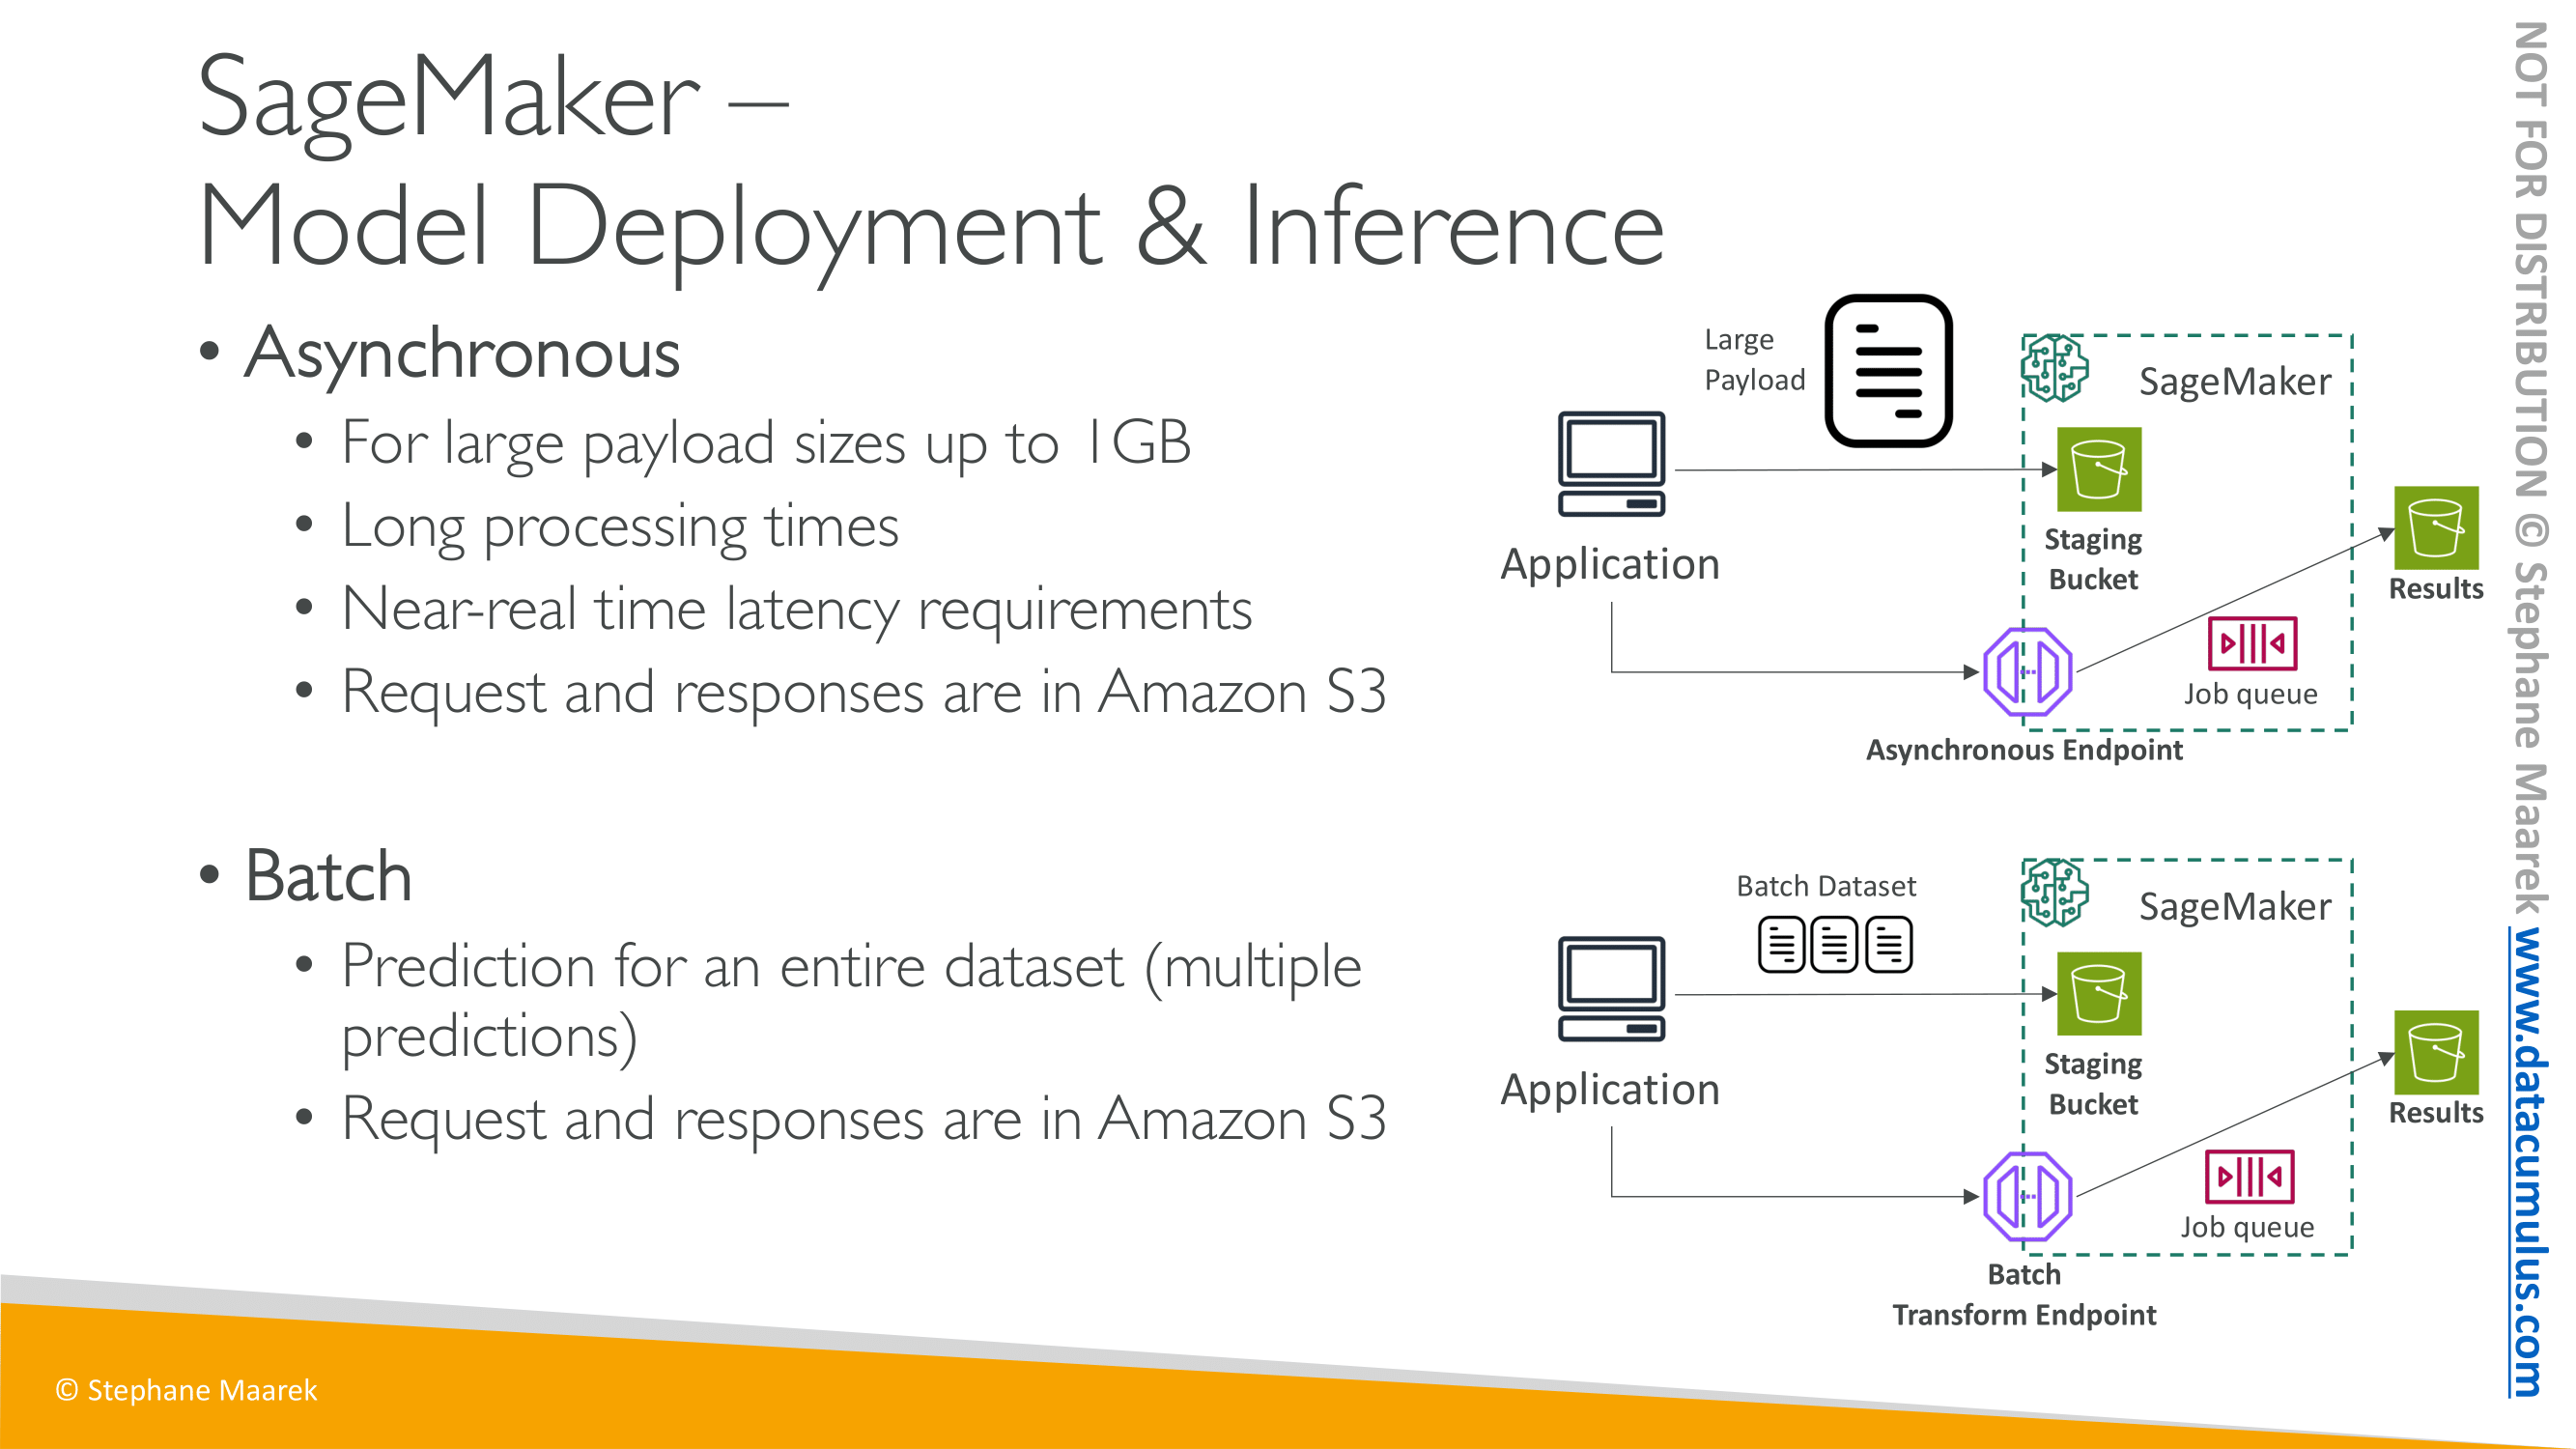 SageMaker –
Model Deployment & Inference
• Asynchronous
• For large payload sizes up to 1GB
• Long processing times
• Near-real time latency requirements
• Request and responses are in Amazon S3
• Batch
• Prediction for an entire dataset (multiple
predictions)
• Request and responses are in Amazon S3
Large
Payload
SageMaker
Application
Staging
Bucket
Results
Job queue
Asynchronous Endpoint
Batch Dataset
SageMaker
Application
Staging
Bucket
Results
Job queue
Batch
Transform Endpoint
© Stephane Maarek
NOT FOR DISTRIBUTION © Stephane Maarek www.datacumulus.com